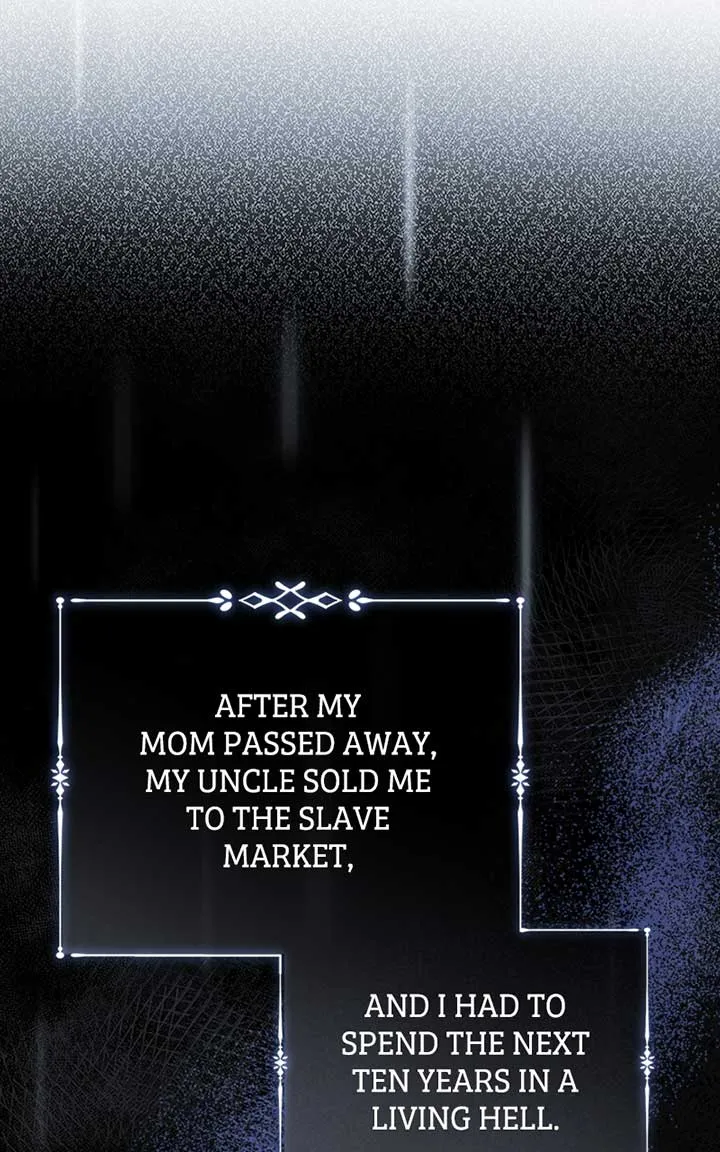 AFTER MY
MOM PASSED AWAY,
MY UNCLE SOLD ME
TO THE SLAVE
MARKET,
AND I HAD TO
SPEND THE NEXT
TEN YEARS IN A
LIVING HELL.